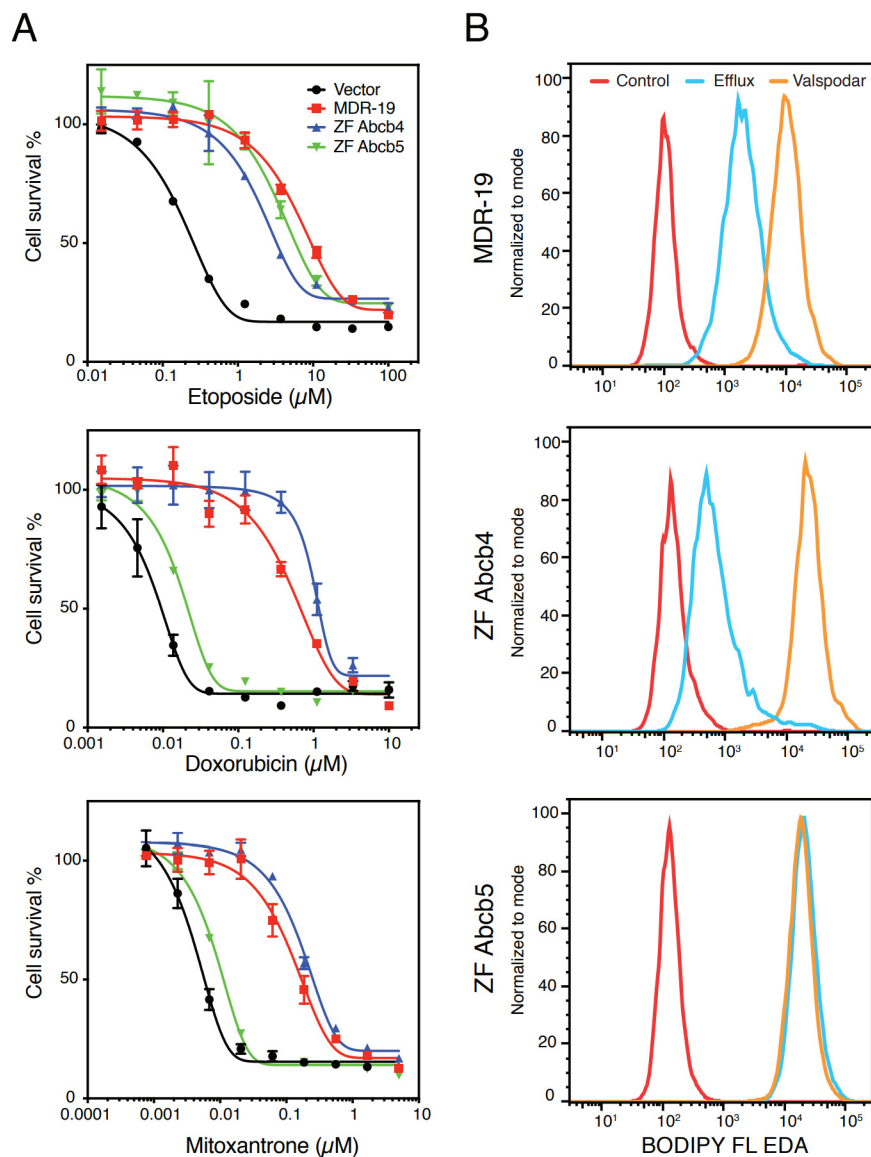 A
B
Cell survival %
100
50
0
0.01
0.1
1
10
100
Etoposide (µM)
Vector
MDR-19
ZF Abcb4
ZF Abcb5
Cell survival %
100
50
0
0.001
0.01
0.1
1
10
Doxorubicin (µM)
Cell survival %
100
50
0
0.0001
0.001
0.01
0.1
1
10
Mitoxantrone (µM)
MDR-19
Normalized to mode
Control
Efflux
Valspodar
100
80
60
40
20
0
10¹
10²
10³
10⁴
10⁵
ZF Abcb4
Normalized to mode
100
80
60
40
20
0
10¹
10²
10³
10⁴
10⁵
ZF Abcb5
Normalized to mode
100
80
60
40
20
0
10¹
10²
10³
10⁴
10⁵
BODIPY FL EDA